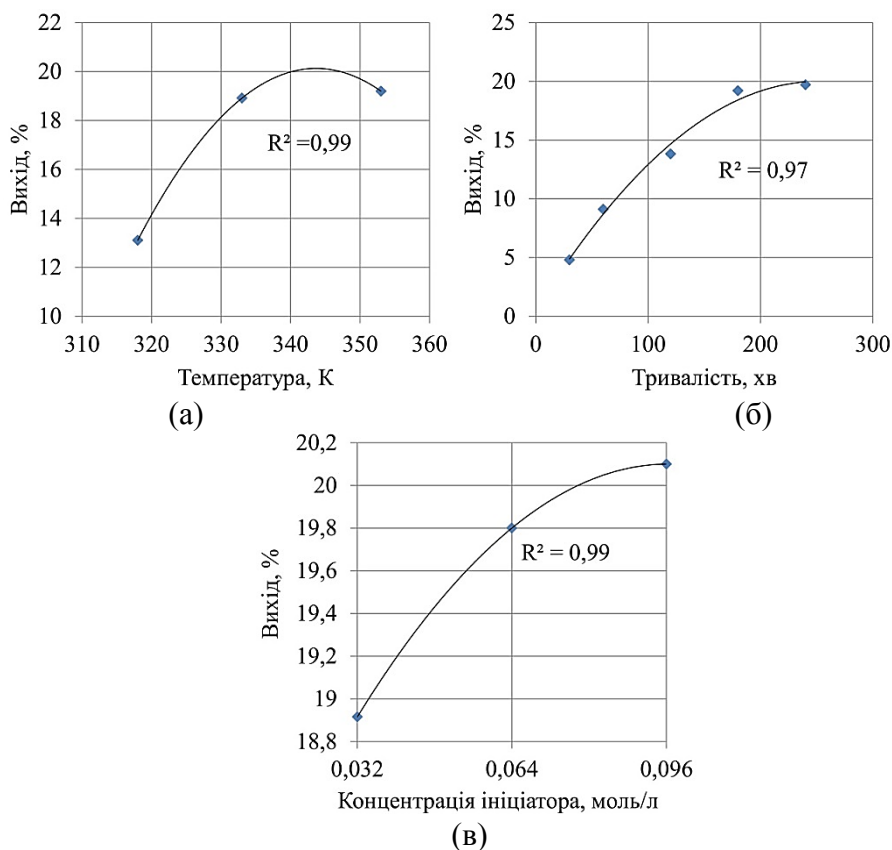 22
20
18
16
14
12
10
310 320 330 340 350 360
Вихід, %
Температура, К
R² =0,99
(а)
25
20
15
10
5
0
0 100 200 300
Вихід, %
Тривалість, хв
R² = 0,97
(б)
20,2
20
19,8
19,6
19,4
19,2
19
18,8
0,032 0,064 0,096
Вихід, %
Концентрація ініціатора, моль/л
R² = 0,99
(в)